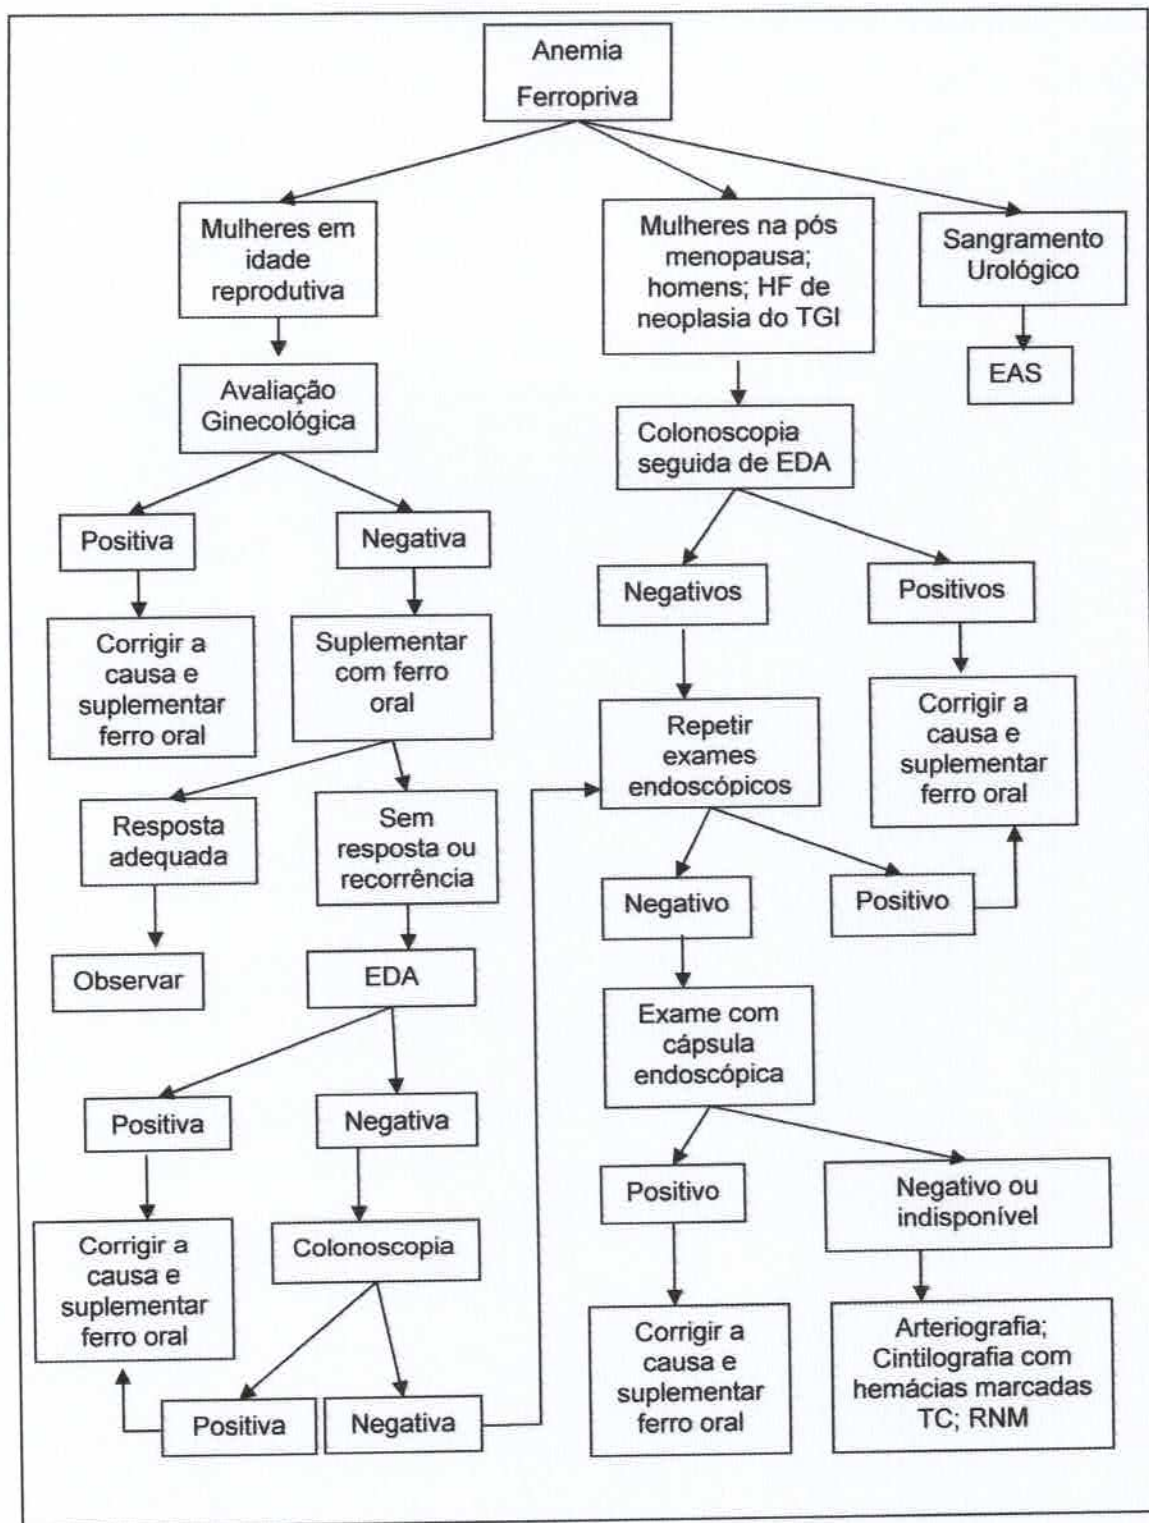 Anemia
Ferropriva
Mulheres em
idade
reprodutiva
Mulheres na pós
menopausa;
homens; HF de
neoplasia do TGI
Sangramento
Urológico
EAS
Avaliação
Ginecológica
Colonoscopia
seguida de EDA
Positiva
Negativa
Negativos
Positivos
Corrigir a
causa e
suplementar
ferro oral
Suplementar
com ferro
oral
Repetir
exames
endoscópicos
Corrigir a
causa e
suplementar
ferro oral
Resposta
adequada
Sem
resposta ou
recorrência
Negativo
Positivo
Observar
EDA
Exame com
cápsula
endoscópica
Positiva
Negativa
Positivo
Negativo ou
indisponível
Corrigir a
causa e
suplementar
ferro oral
Colonoscopia
Corrigir a
causa e
suplementar
ferro oral
Arteriografia;
Cintilografia com
hemácias marcadas
TC; RNM
Positiva
Negativa